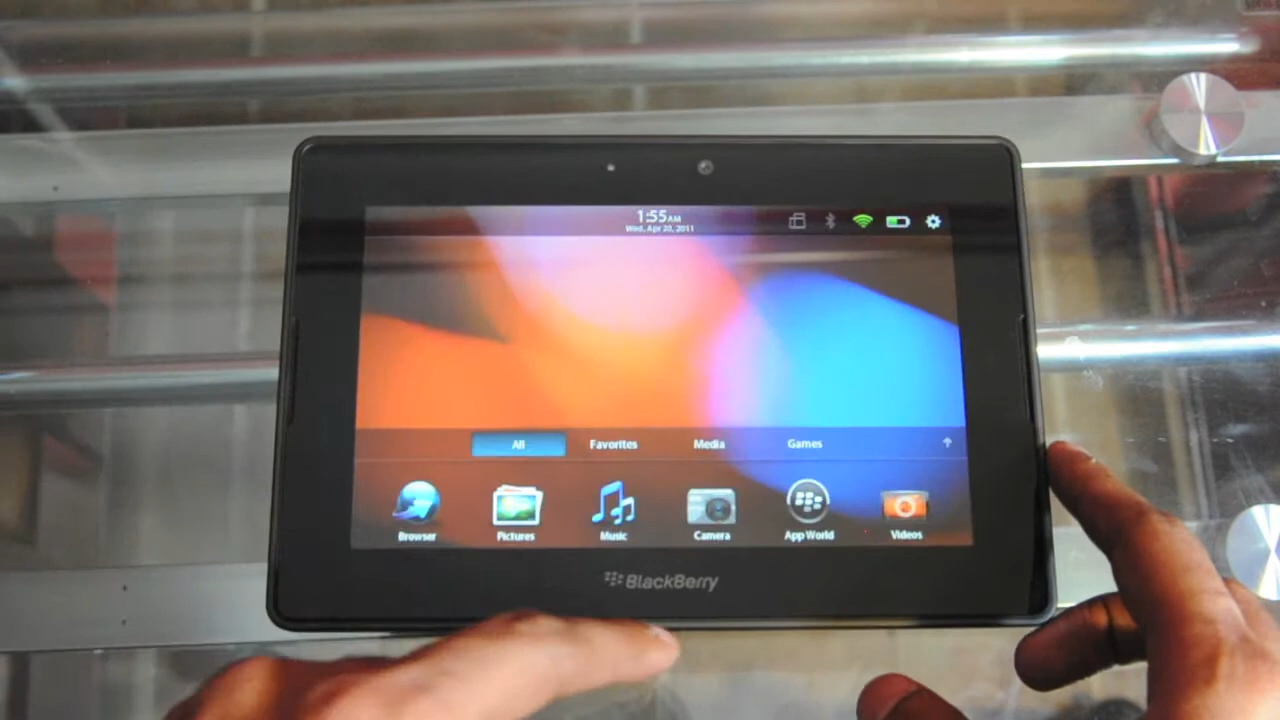 1:55AM
Wed, Apr 20, 2011
All Favorites Media Games
Browser Pictures Music Camera App World Videos
BlackBerry